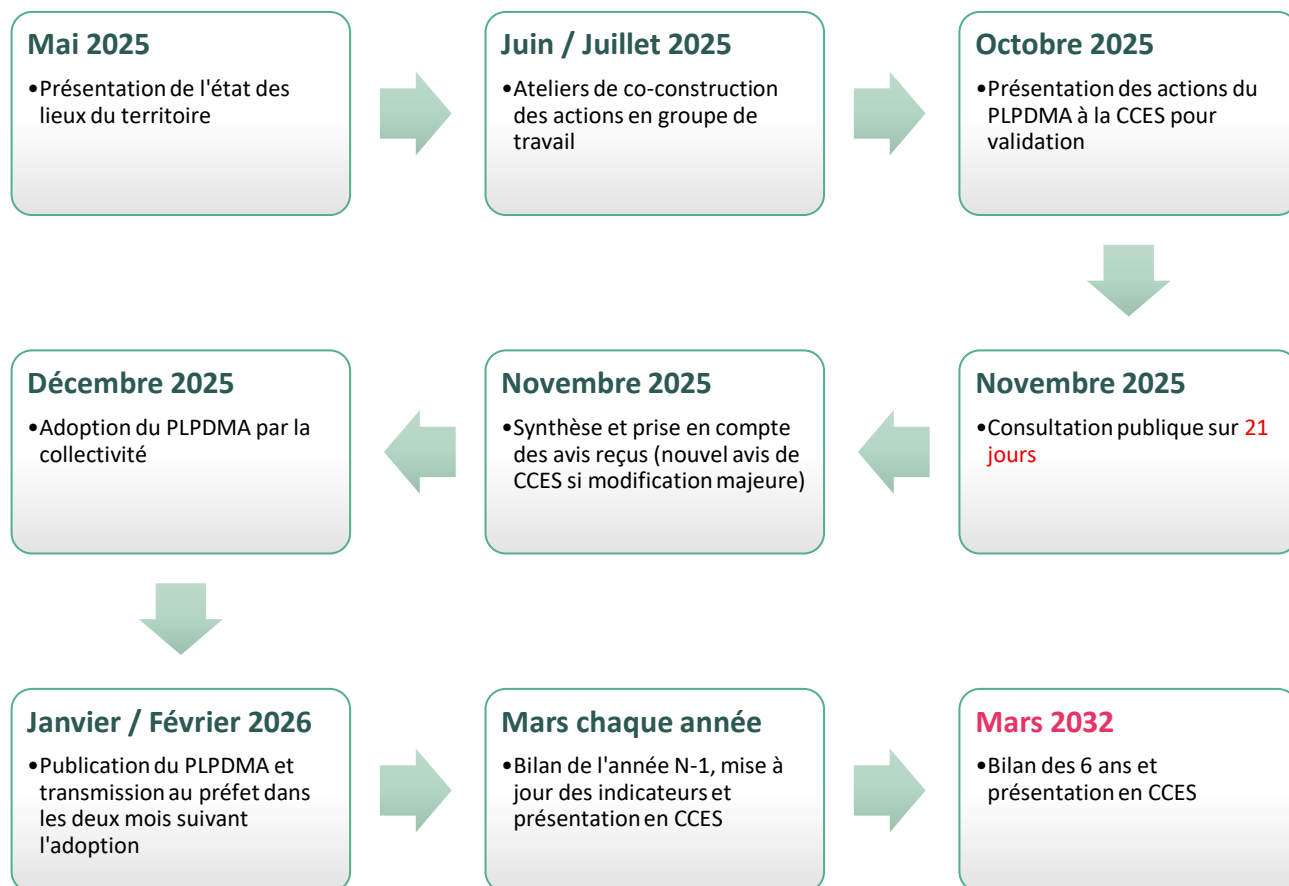 Mai 2025
•Présentation de l'état des
lieux du territoire
Juin / Juillet 2025
•Ateliers de co-construction
des actions en groupe de
travail
Octobre 2025
•Présentation des actions du
PLPDMA à la CCES pour
validation
Novembre 2025
•Consultation publique sur 21
jours
Novembre 2025
•Synthèse et prise en compte
des avis reçus (nouvel avis de
CCES si modification majeure)
Décembre 2025
•Adoption du PLPDMA par la
collectivité
Janvier / Février 2026
•Publication du PLPDMA et
transmission au préfet dans
les deux mois suivant
l'adoption
Mars chaque année
•Bilan de l'année N-1, mise à
jour des indicateurs et
présentation en CCES
Mars 2032
•Bilan des 6 ans et
présentation en CCES